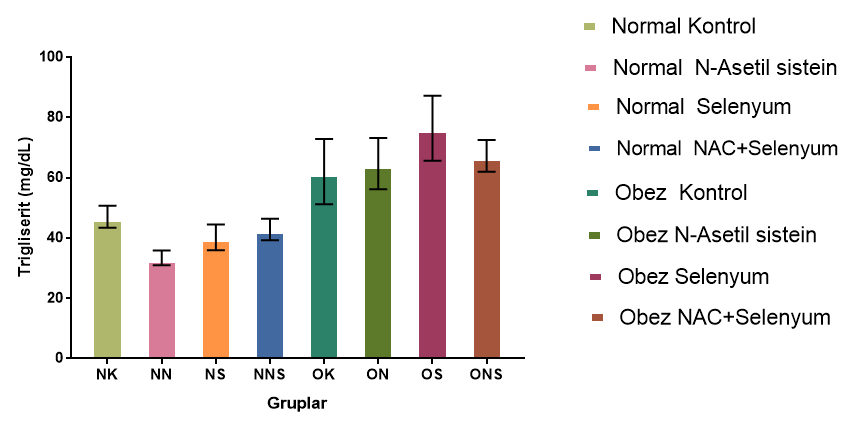 Normal Kontrol
Normal N-Asetil sistein
Normal Selenyum
Normal NAC+Selenyum
Obez Kontrol
Obez N-Asetil sistein
Obez Selenyum
Obez NAC+Selenyum
Trigliserit (mg/dL)
100
80
60
40
20
0
NK NN NS NNS OK ON OS ONS
Gruplar